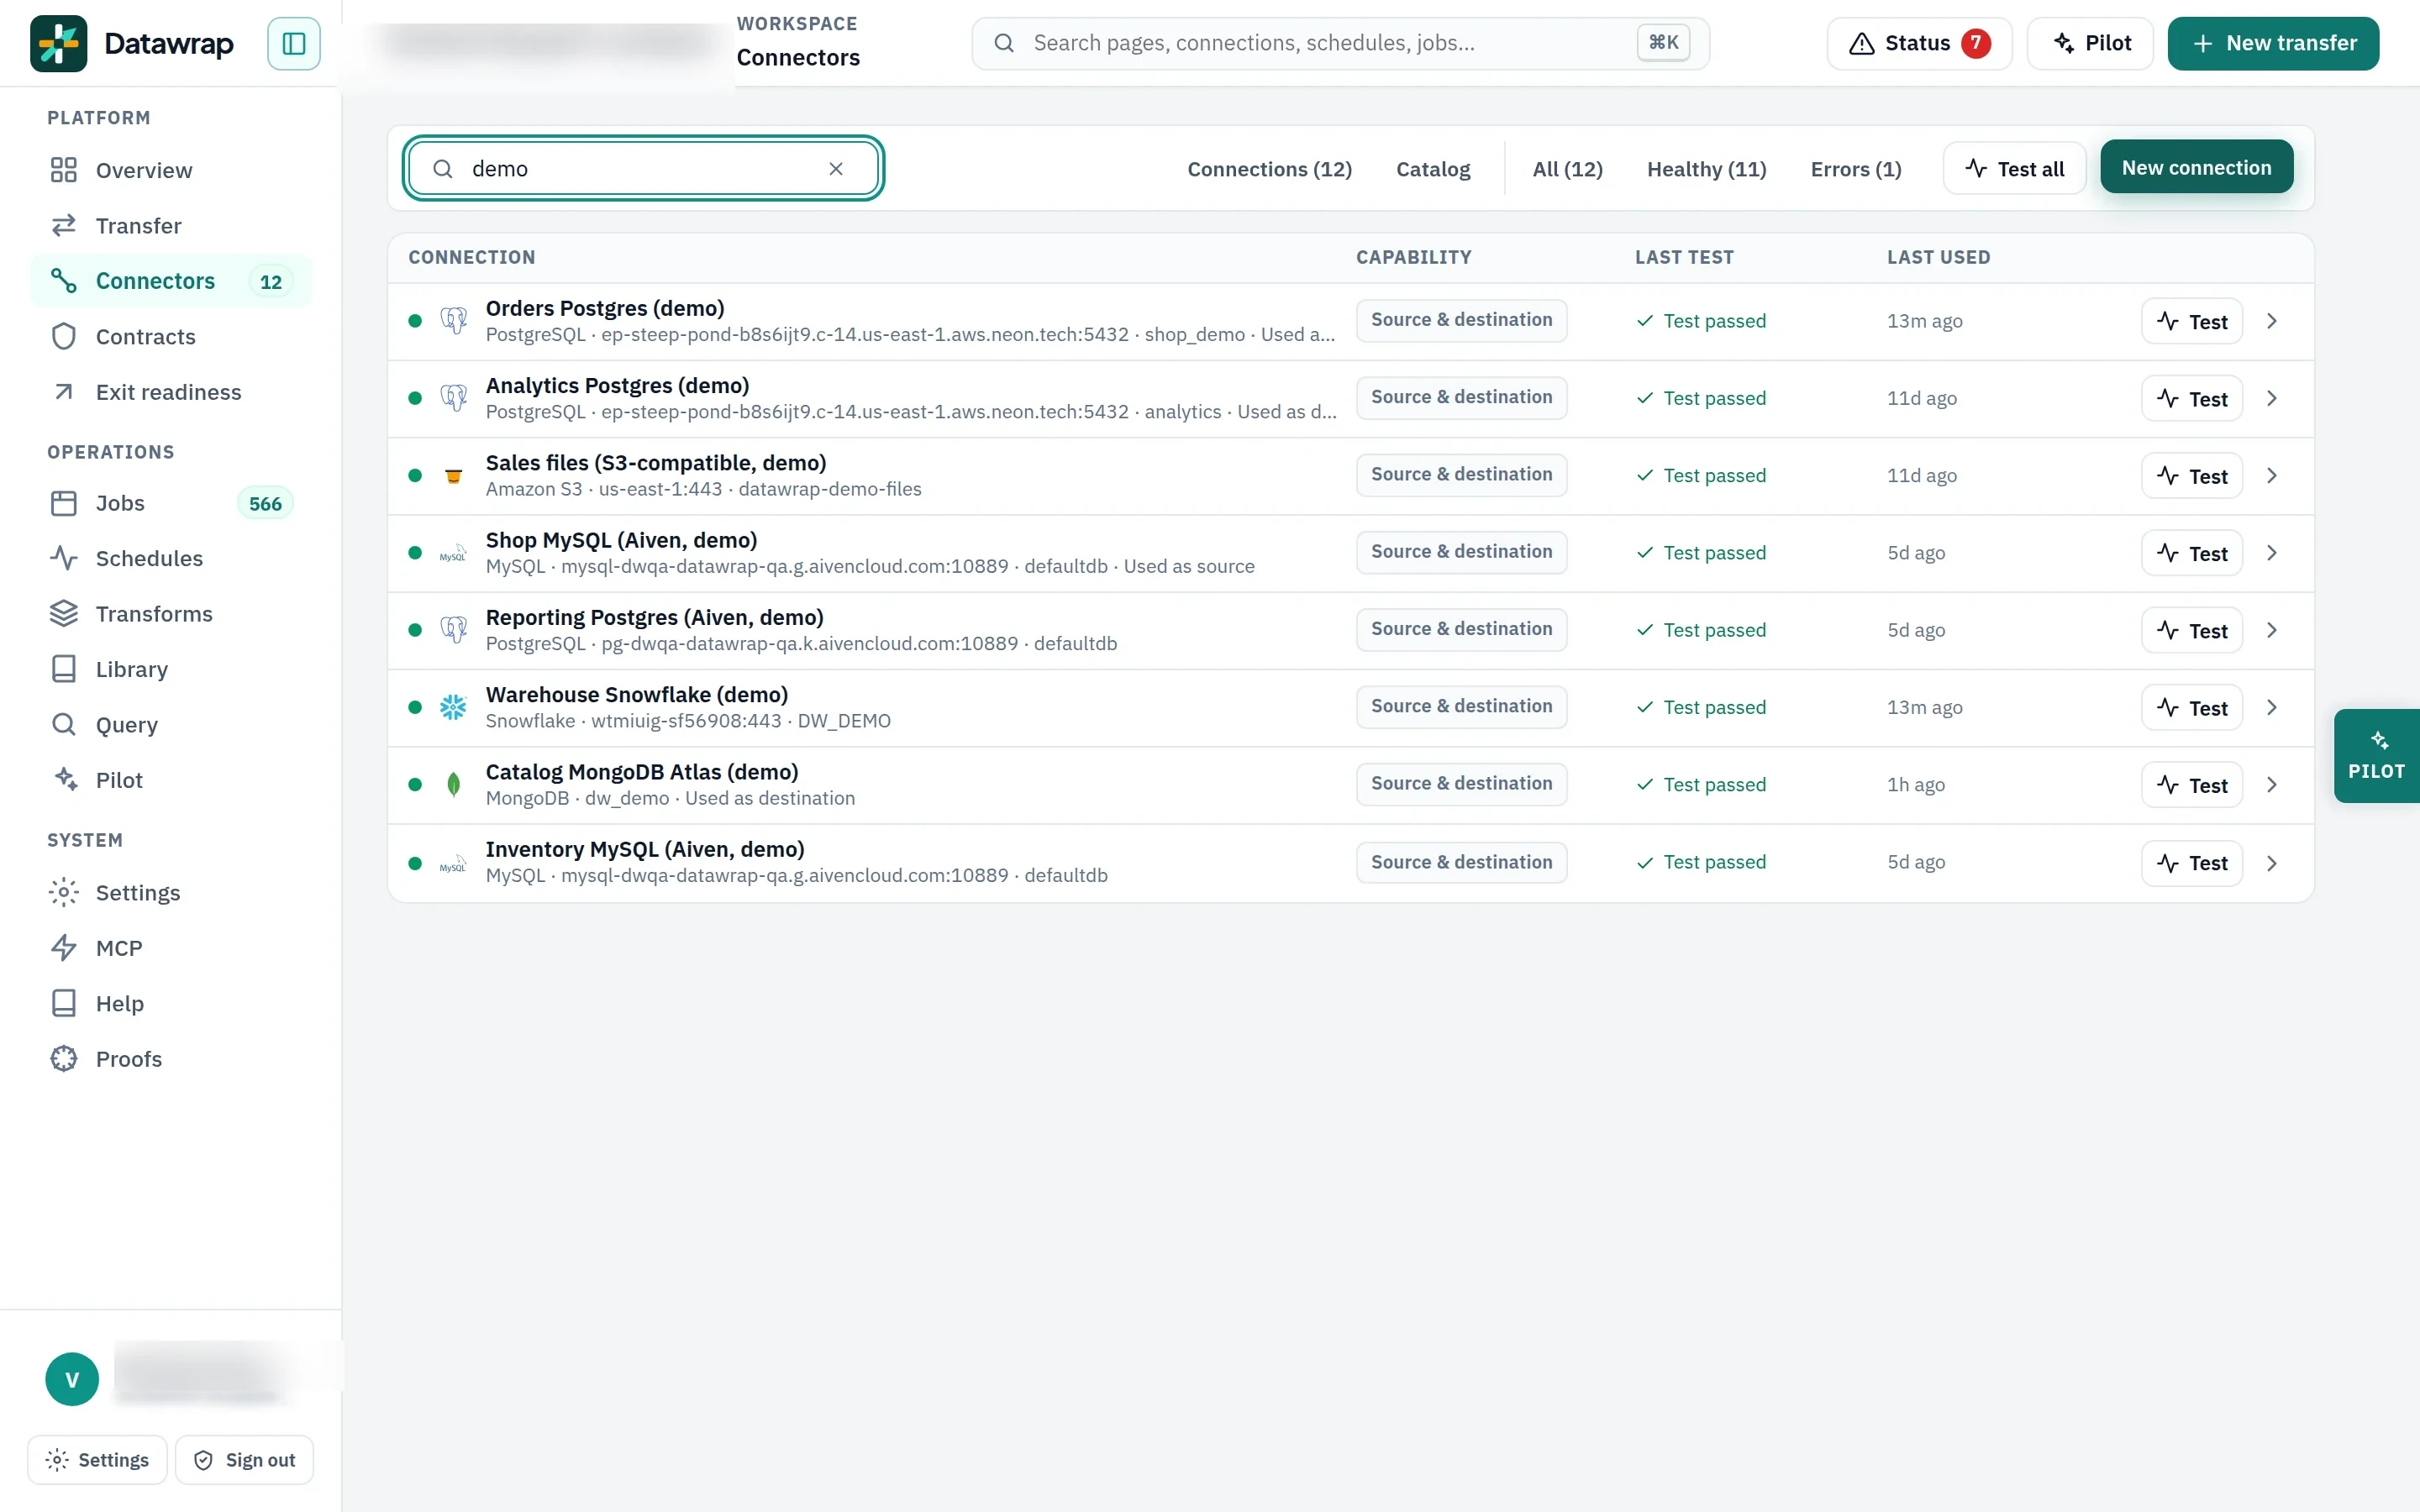 Datawrap
WORKSPACE
Connectors
Search pages, connections, schedules, jobs...
⌘K
Status 7
Pilot
New transfer
PLATFORM
Overview
Transfer
Connectors 12
Contracts
Exit readiness
OPERATIONS
Jobs 566
Schedules
Transforms
Library
Query
Pilot
SYSTEM
Settings
MCP
Help
Proofs
V
Settings
Sign out
demo
Connections (12)
Catalog
All (12)
Healthy (11)
Errors (1)
Test all
New connection
CONNECTION CAPABILITY LAST TEST LAST USED
Orders Postgres (demo)
PostgreSQL · ep-steep-pond-b8s6ijt9.c-14.us-east-1.aws.neon.tech:5432 · shop_demo · Used a...
Source & destination Test passed 13m ago Test
Analytics Postgres (demo)
PostgreSQL · ep-steep-pond-b8s6ijt9.c-14.us-east-1.aws.neon.tech:5432 · analytics · Used as d...
Source & destination Test passed 11d ago Test
Sales files (S3-compatible, demo)
Amazon S3 · us-east-1:443 · datawrap-demo-files
Source & destination Test passed 11d ago Test
MySQL
Shop MySQL (Aiven, demo)
MySQL · mysql-dwqa-datawrap-qa.g.aivencloud.com:10889 · defaultdb · Used as source
Source & destination Test passed 5d ago Test
Reporting Postgres (Aiven, demo)
PostgreSQL · pg-dwqa-datawrap-qa.k.aivencloud.com:10889 · defaultdb
Source & destination Test passed 5d ago Test
Warehouse Snowflake (demo)
Snowflake · wtmiuig-sf56908:443 · DW_DEMO
Source & destination Test passed 13m ago Test
Catalog MongoDB Atlas (demo)
MongoDB · dw_demo · Used as destination
Source & destination Test passed 1h ago Test
MySQL
Inventory MySQL (Aiven, demo)
MySQL · mysql-dwqa-datawrap-qa.g.aivencloud.com:10889 · defaultdb
Source & destination Test passed 5d ago Test
PILOT